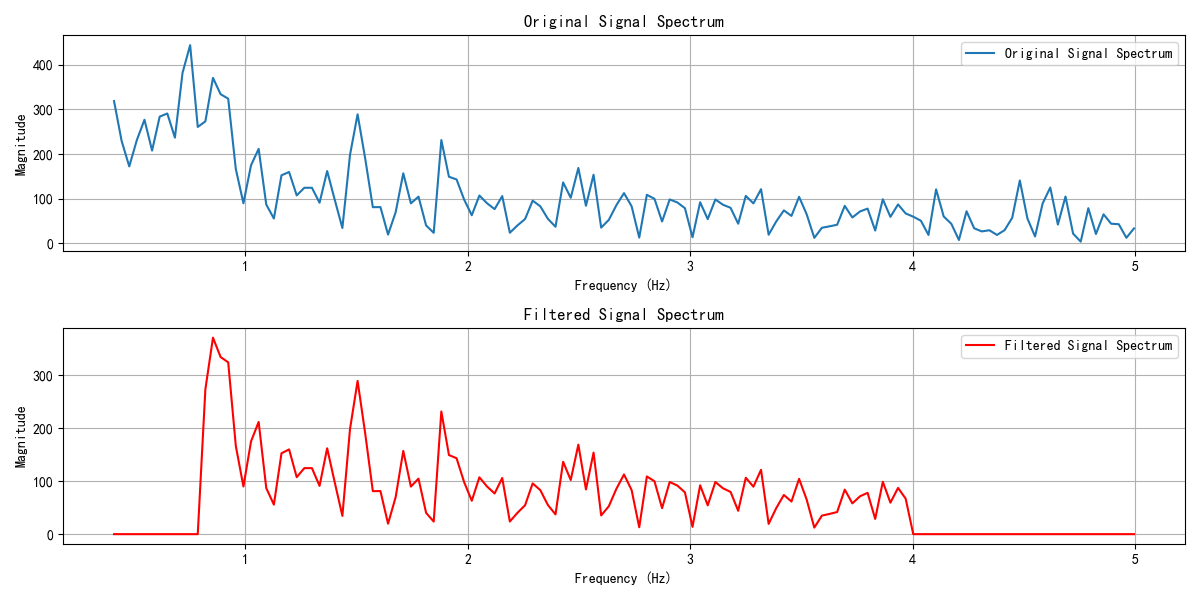 Original Signal Spectrum
Original Signal Spectrum
Magnitude
400
300
200
100
0
1 2 3 4 5
Frequency (Hz)
Filtered Signal Spectrum
Filtered Signal Spectrum
Magnitude
300
200
100
0
1 2 3 4 5
Frequency (Hz)